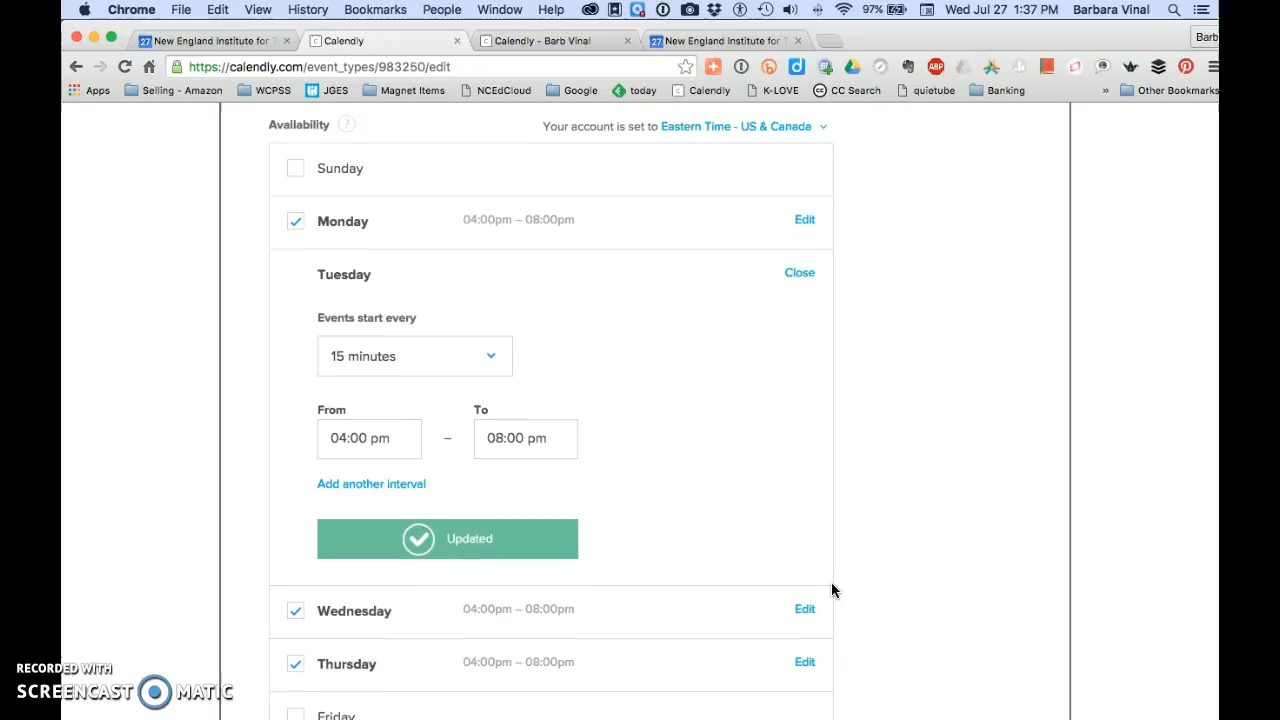 Chrome File Edit View History Bookmarks People Window Help 97% Wed Jul 27 1:37 PM Barbara Vinal
27 New England Institute for T × Calendly × Calendly - Barb Vinal × 27 New England Institute for T × Barb
https://calendly.com/event_types/983250/edit ABP
Apps Selling - Amazon WCPSS JGES Magnet Items NCEdCloud Google today Calendly K-LOVE CC Search quietube Banking » Other Bookmarks
Availability ? Your account is set to Eastern Time - US & Canada
Sunday
Monday 04:00pm – 08:00pm Edit
Tuesday Close
Events start every
15 minutes
From To
04:00 pm – 08:00 pm
Add another interval
Updated
Wednesday 04:00pm – 08:00pm Edit
Thursday 04:00pm – 08:00pm Edit
Friday
RECORDED WITH
SCREENCAST MATIC